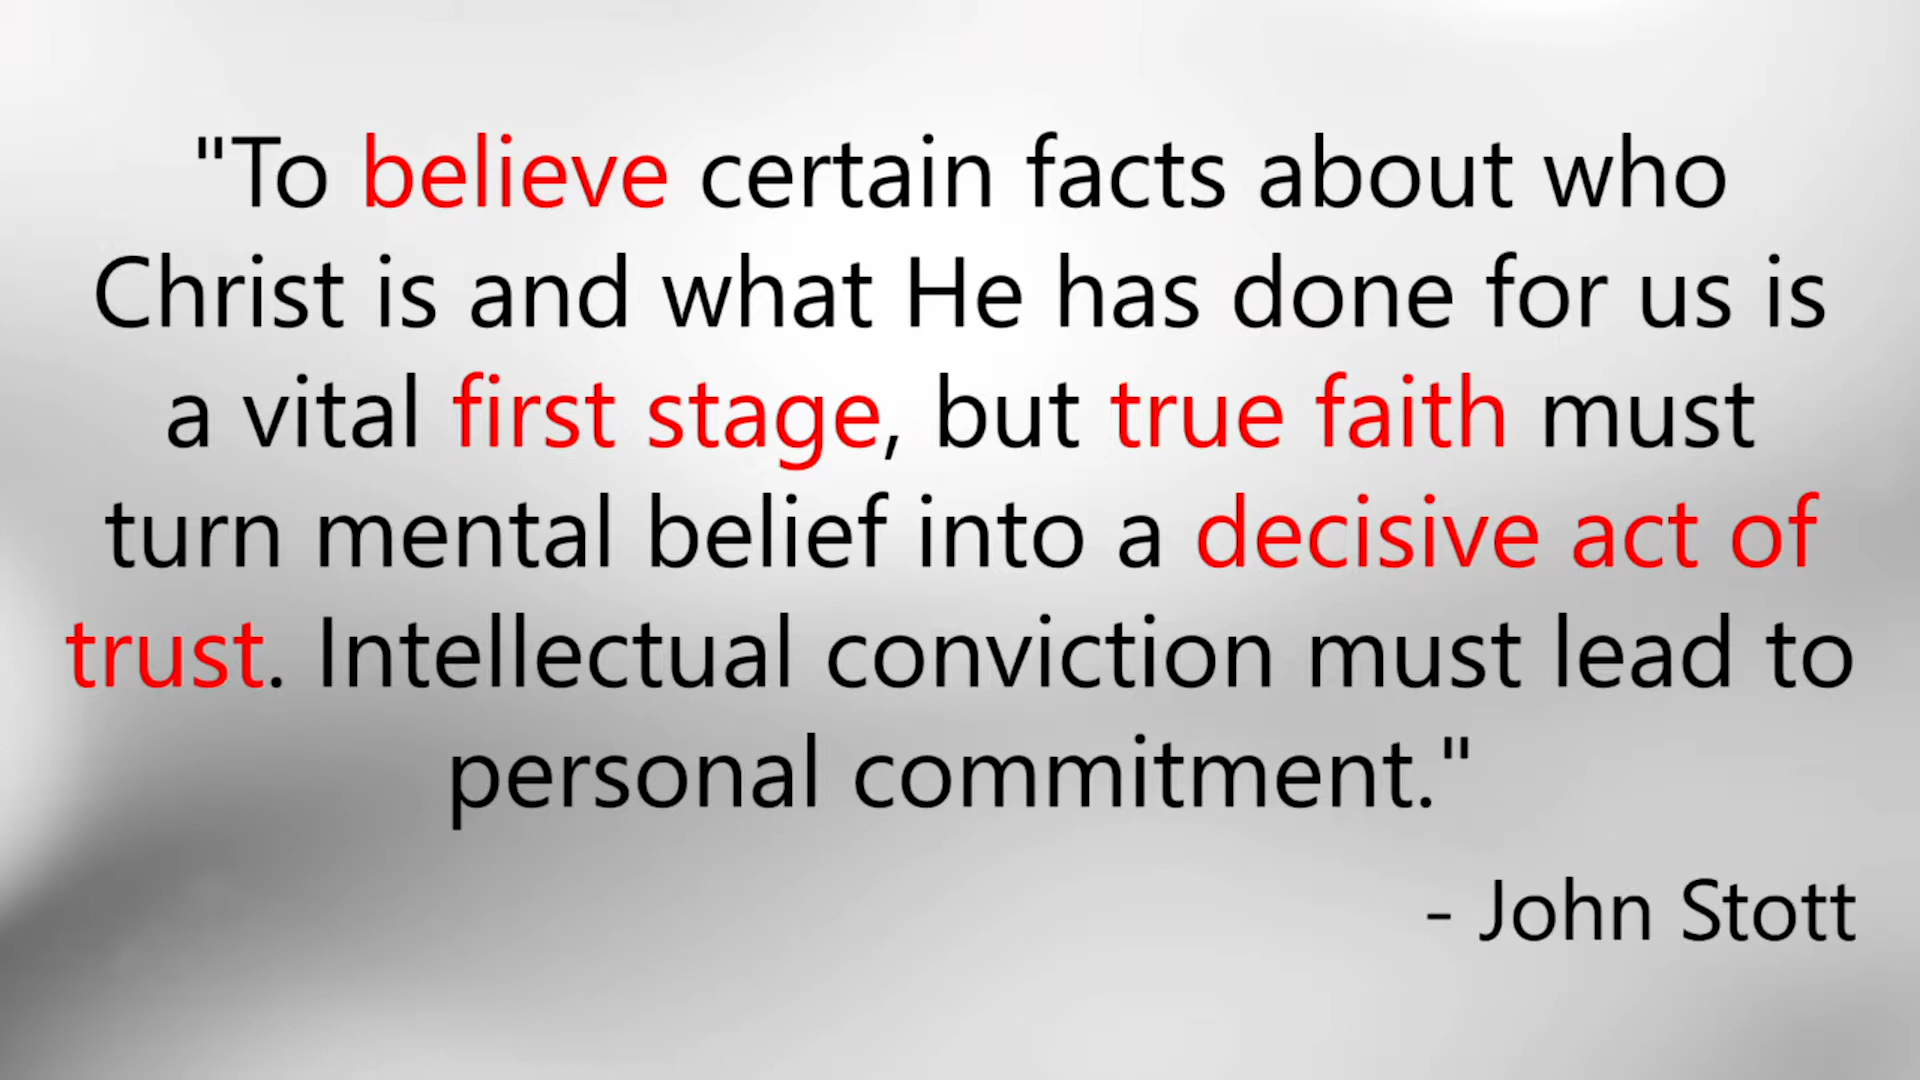 "To believe certain facts about who
Christ is and what He has done for us is
a vital first stage, but true faith must
turn mental belief into a decisive act of
trust. Intellectual conviction must lead to
personal commitment."
- John Stott